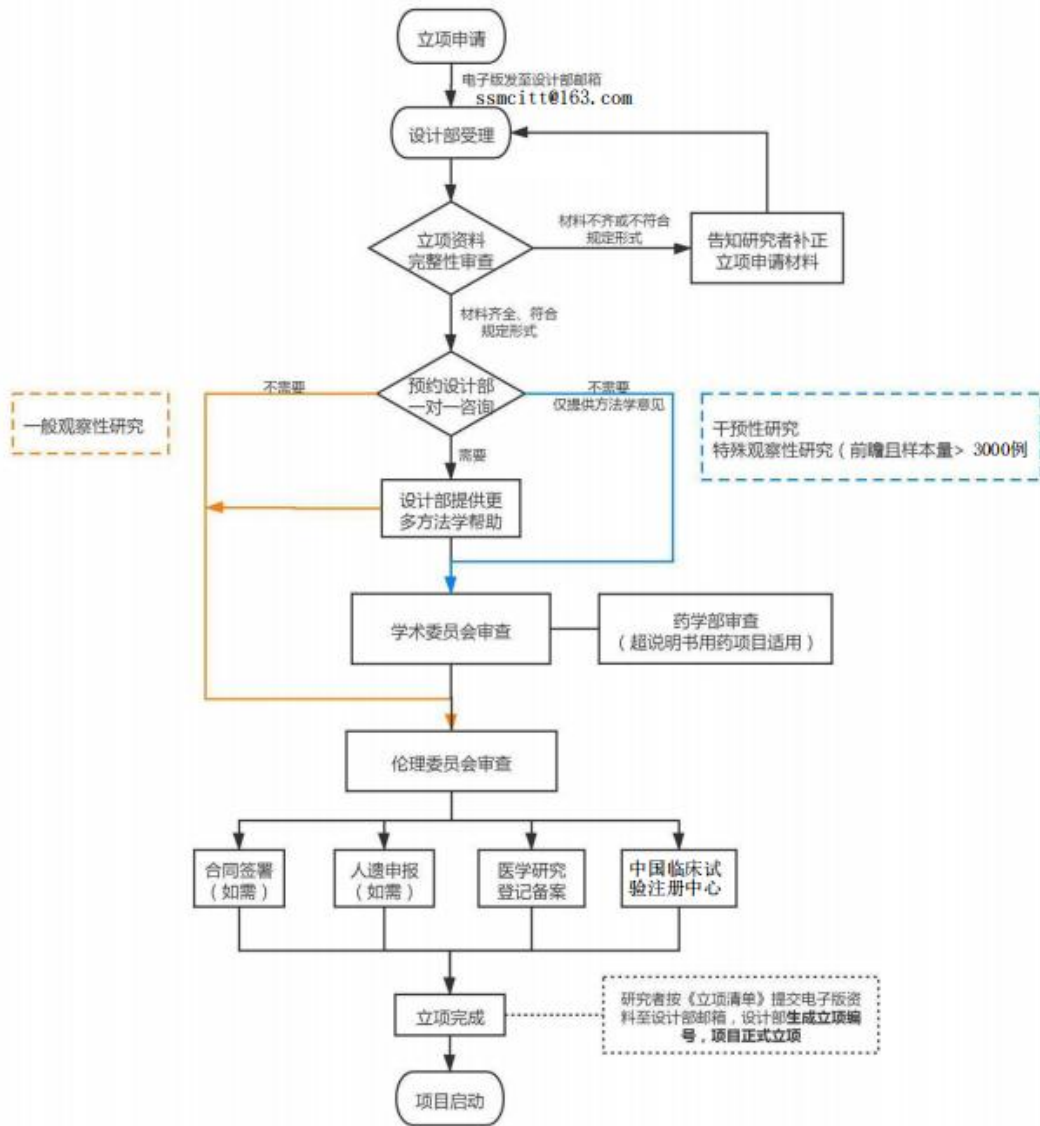 立项申请
电子版发至设计部邮箱
ssmcitt@163.com
设计部受理
立项资料
完整性审查
材料不齐或不符合
规定形式
告知研究者补正
立项申请材料
材料齐全、符合
规定形式
预约设计部
一对一咨询
不需要
不需要
仅提供方法学意见
一般观察性研究
干预性研究
特殊观察性研究（前瞻且样本量> 3000例
需要
设计部提供更
多方法学帮助
学术委员会审查
药学部审查
（超说明书用药项目适用）
伦理委员会审查
合同签署
（如需）
人遗申报
（如需）
医学研究
登记备案
中国临床试
验注册中心
立项完成
研究者按《立项清单》提交电子版资
料至设计部邮箱，设计部生成立项编
号，项目正式立项
项目启动